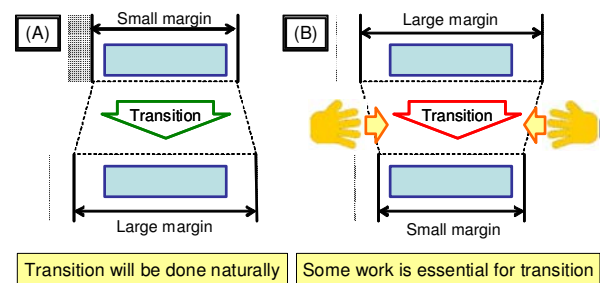 (A)
Small margin
Transition
Large margin
Transition will be done naturally
(B)
Large margin
Transition
Small margin
Some work is essential for transition